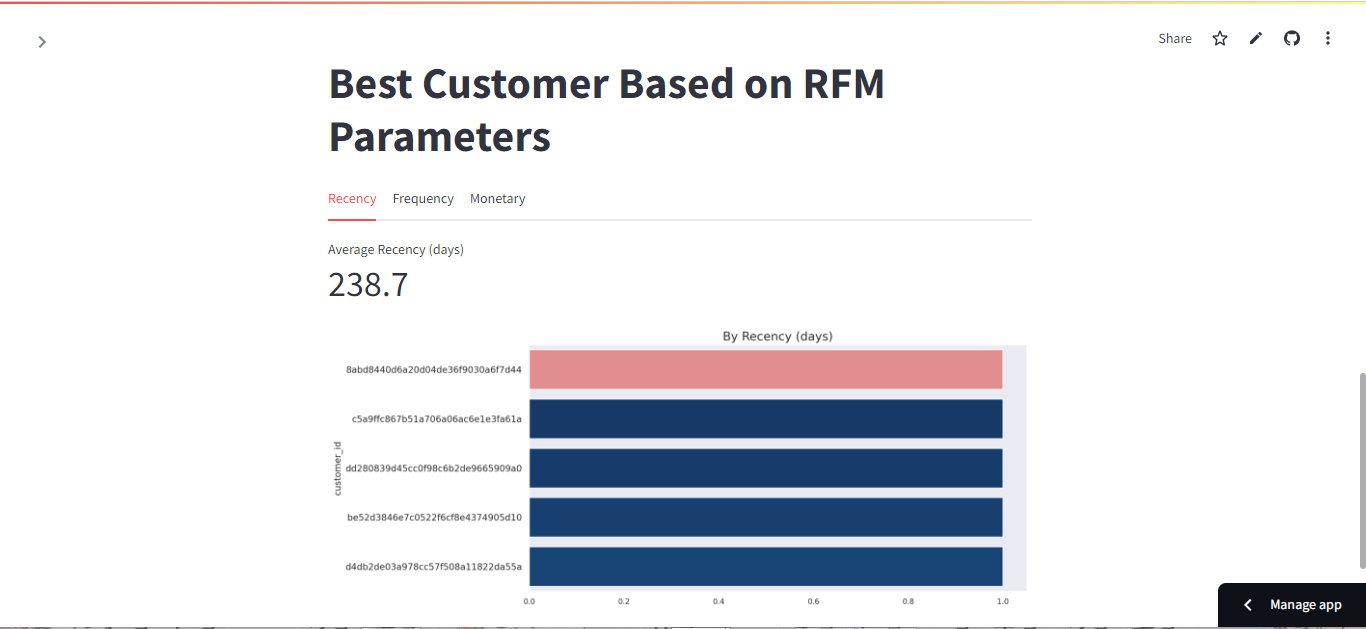 Share
Best Customer Based on RFM
Parameters
Recency Frequency Monetary
Average Recency (days)
238.7
By Recency (days)
customer_id
8abd8440d6a20d04de36f9030a6f7d44
c5a9ffc867b51a706a06ac6e1e3fa61a
dd280839d45cc0f98c6b2de9665909a0
be52d3846e7c0522f6cf8e4374905d10
d4db2de03a978cc57f508a11822da55a
0.0 0.2 0.4 0.6 0.8 1.0
Manage app